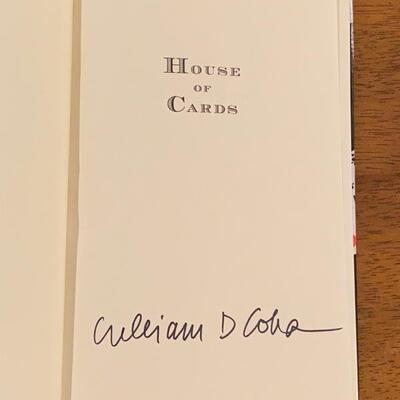 House
of
Cards
William D Cohan